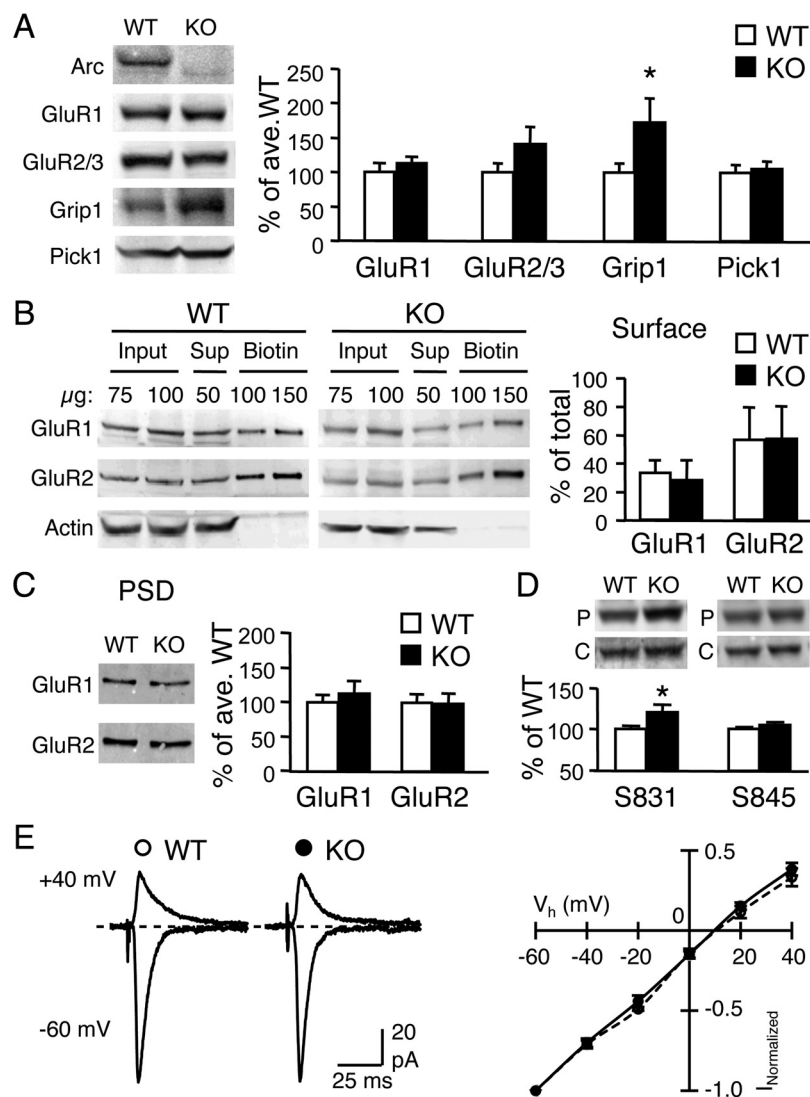 A
WT KO
Arc
GluR1
GluR2/3
Grip1
Pick1
WT
KO
% of ave.WT
250
200
150
100
50
0
*
GluR1 GluR2/3 Grip1 Pick1
B
WT KO
Input Sup Biotin Input Sup Biotin
µg: 75 100 50 100 150 75 100 50 100 150
GluR1
GluR2
Actin
Surface
WT
KO
% of total
100
80
60
40
20
0
GluR1 GluR2
C
PSD
WT KO
GluR1
GluR2
WT
KO
% of ave. WT
200
150
100
50
0
GluR1 GluR2
D
WT KO WT KO
P P
C C
% of WT
150
100
50
*
S831 S845
E
WT KO
+40 mV
-60 mV
20
pA
25 ms
0.5
Vh (mV)
0
-60 -40 -20 20 40
-0.5
-1.0
INormalized